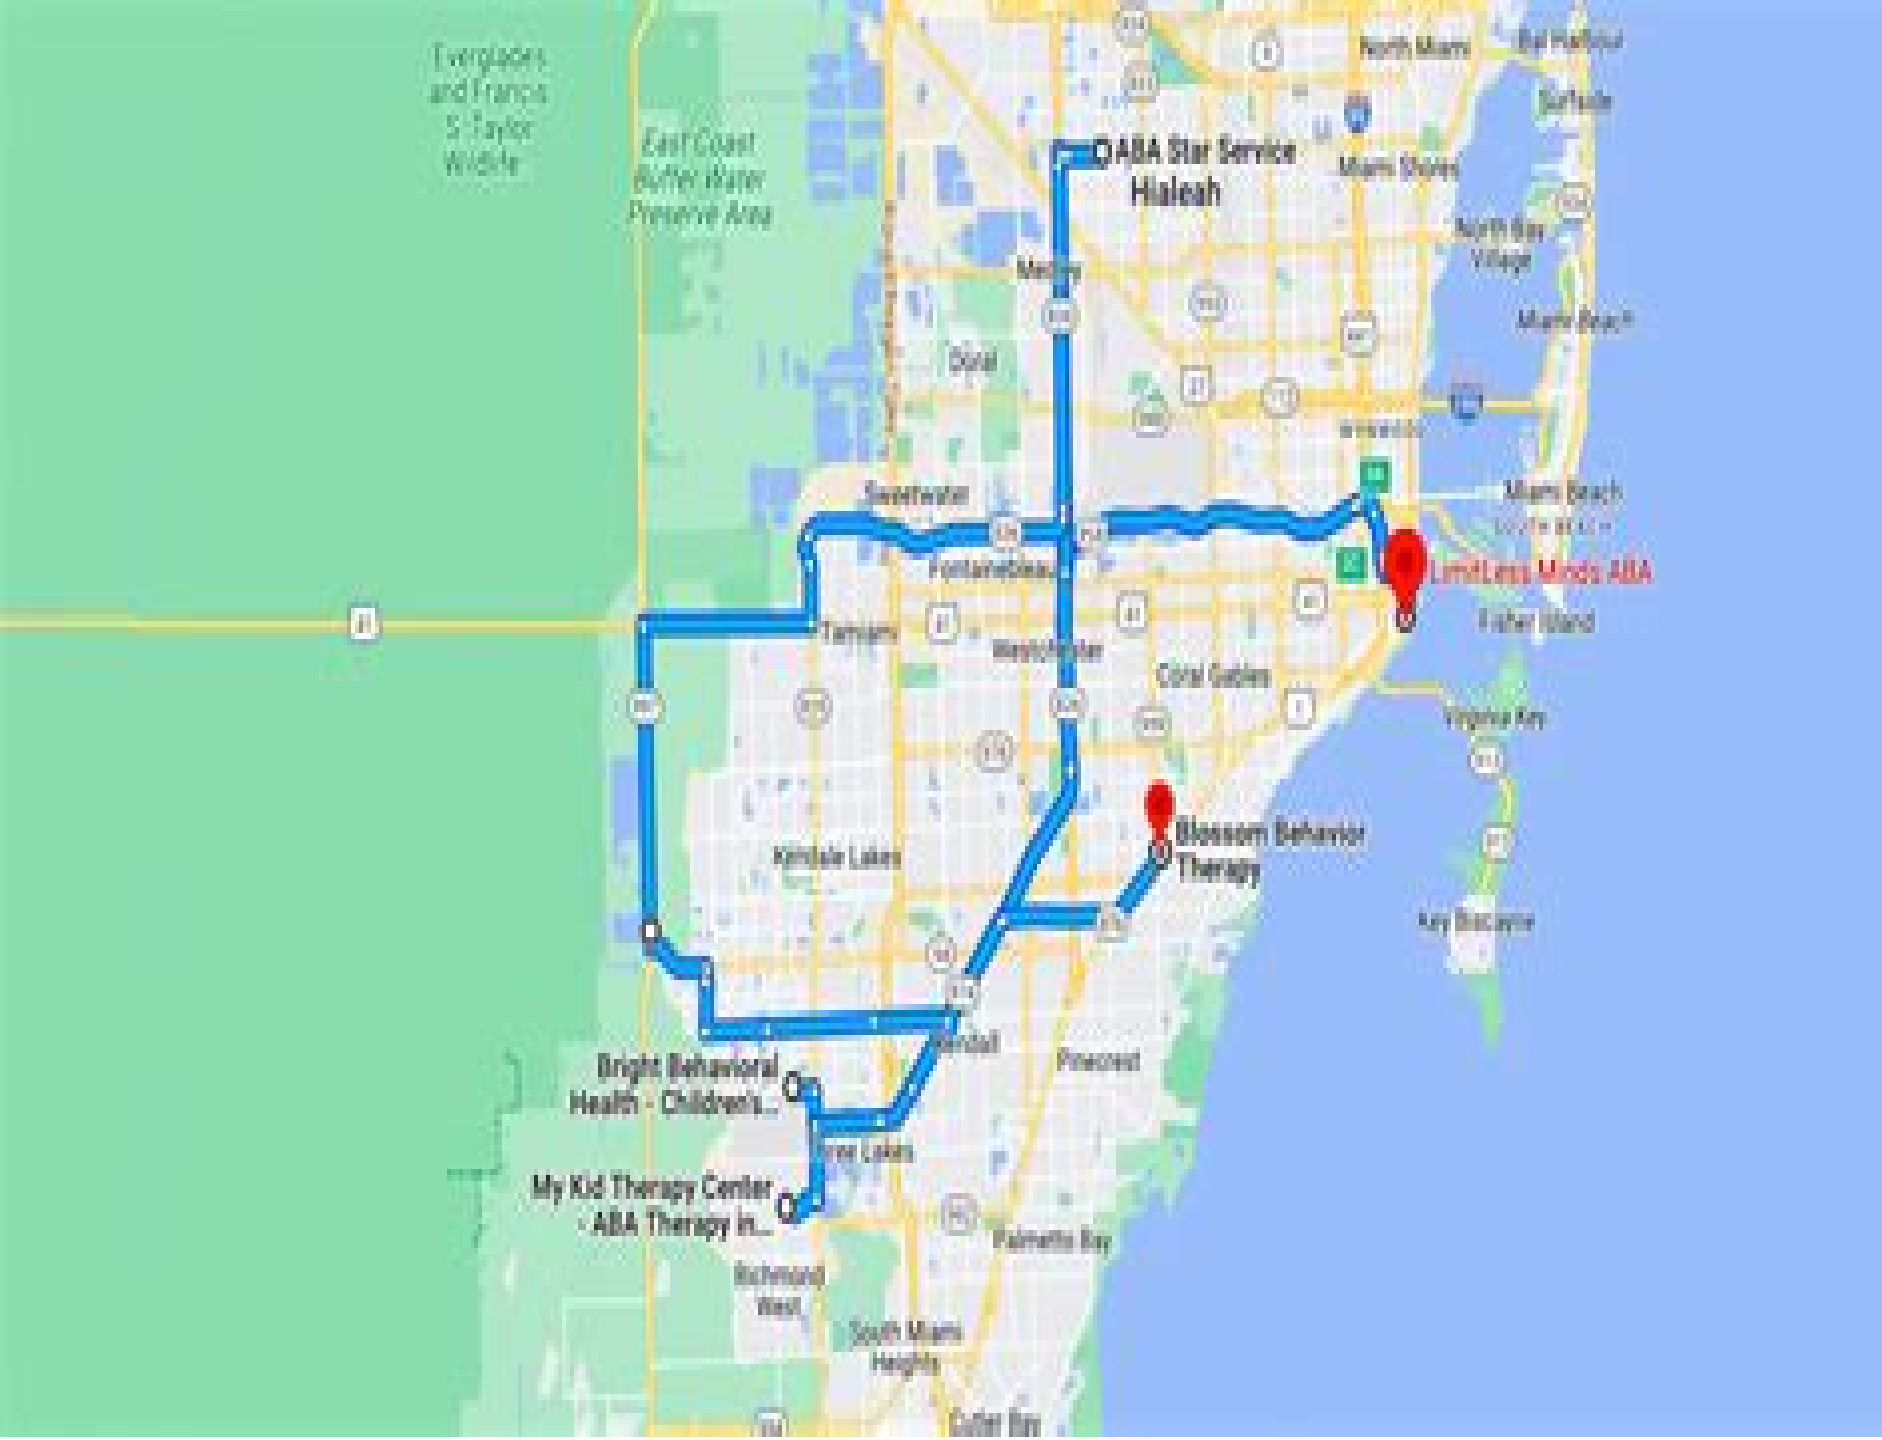 Everglades
and Francis
S. Taylor
Wildlife
East Coast
Buffer Water
Preserve Area
North Miami
Bal Harbour
Surfside
ABA Star Service
Hialeah
Miami Shores
North Bay
Village
Medley
Miami Beach
Doral
WYNWOOD
Sweetwater
Miami Beach
SOUTH BEACH
Fontainebleau
LimitLess Minds ABA
Fisher Island
Tamiami
Westchester
Coral Gables
Virginia Key
Kendale Lakes
Blossom Behavior
Therapy
Key Biscayne
Kendall
Pinecrest
Bright Behavioral
Health - Children's...
Three Lakes
My Kid Therapy Center
- ABA Therapy in...
Palmetto Bay
Richmond
West
South Miami
Heights
Cutler Bay